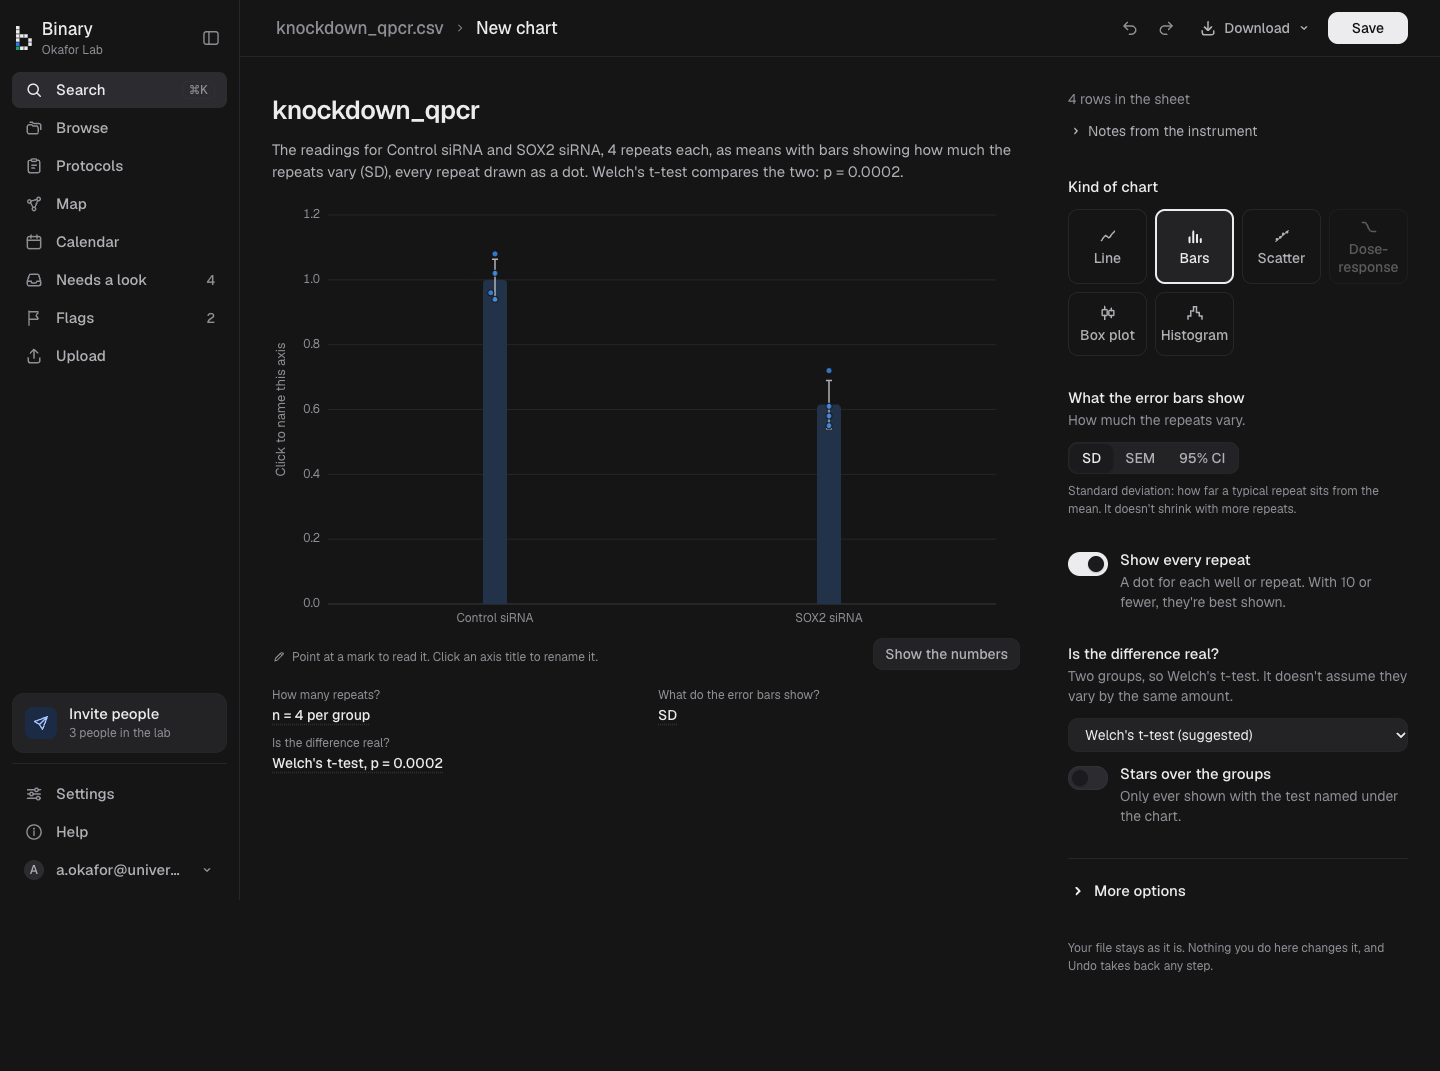 Binary
Okafor Lab
Search ⌘K
Browse
Protocols
Map
Calendar
Needs a look 4
Flags 2
Upload
Invite people
3 people in the lab
Settings
Help
A a.okafor@univer...
knockdown_qpcr.csv › New chart
Download
Save
knockdown_qpcr
The readings for Control siRNA and SOX2 siRNA, 4 repeats each, as means with bars showing how much the
repeats vary (SD), every repeat drawn as a dot. Welch's t-test compares the two: p = 0.0002.
Click to name this axis
1.2
1.0
0.8
0.6
0.4
0.2
0.0
Control siRNA
SOX2 siRNA
Point at a mark to read it. Click an axis title to rename it.
Show the numbers
How many repeats?
n = 4 per group
What do the error bars show?
SD
Is the difference real?
Welch's t-test, p = 0.0002
4 rows in the sheet
Notes from the instrument
Kind of chart
Line
Bars
Scatter
Dose-
response
Box plot
Histogram
What the error bars show
How much the repeats vary.
SD SEM 95% CI
Standard deviation: how far a typical repeat sits from the
mean. It doesn't shrink with more repeats.
Show every repeat
A dot for each well or repeat. With 10 or
fewer, they're best shown.
Is the difference real?
Two groups, so Welch's t-test. It doesn't assume they
vary by the same amount.
Welch's t-test (suggested)
Stars over the groups
Only ever shown with the test named under
the chart.
More options
Your file stays as it is. Nothing you do here changes it, and
Undo takes back any step.